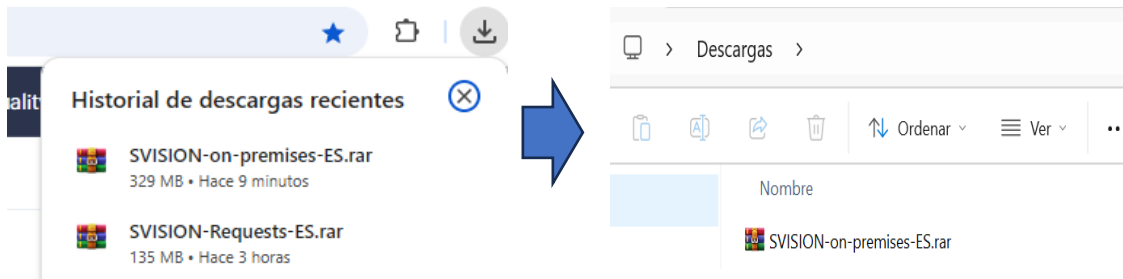 Historial de descargas recientes
SVISION-on-premises-ES.rar
329 MB • Hace 9 minutos
SVISION-Requests-ES.rar
135 MB • Hace 3 horas
Descargas
Ordenar
Ver
Nombre
SVISION-on-premises-ES.rar